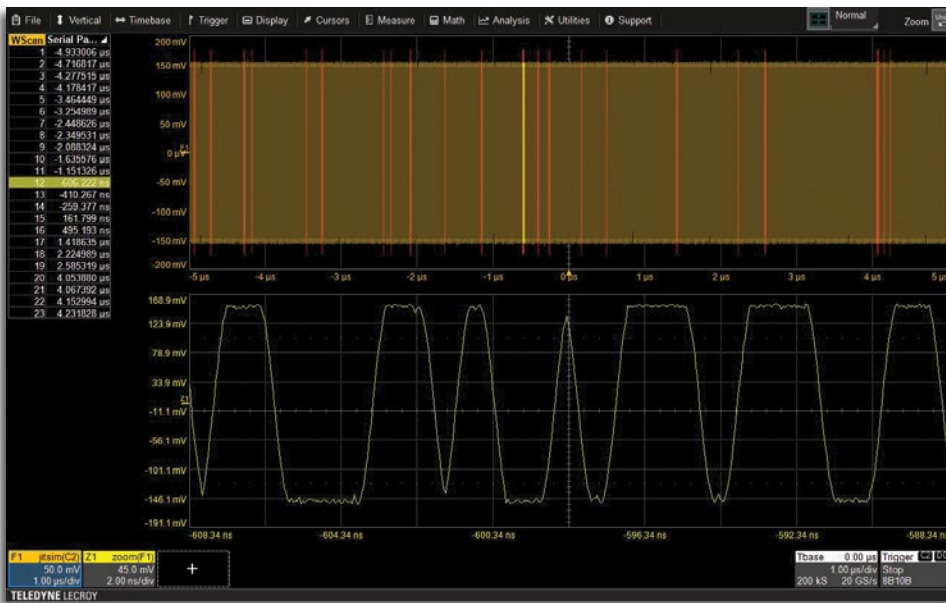 File Vertical Timebase Trigger Display Cursors Measure Math Analysis Utilities Support Normal Zoom
WScan Serial Pa...
1 -4.933006 µs
2 -4.716817 µs
3 -4.277515 µs
4 -4.178417 µs
5 -3.464449 µs
6 -3.254989 µs
7 -2.448626 µs
8 -2.349531 µs
9 -2.088324 µs
10 -1.635576 µs
11 -1.151326 µs
12 606.222 ns
13 -410.267 ns
14 -259.377 ns
15 161.799 ns
16 495.193 ns
17 1.418635 µs
18 2.224989 µs
19 2.585319 µs
20 4.053880 µs
21 4.067392 µs
22 4.152994 µs
23 4.231828 µs
200 mV
150 mV
100 mV
50 mV
0 µV
F1
-50 mV
-100 mV
-150 mV
-200 mV
-5 µs -4 µs -3 µs -2 µs -1 µs 0 µs 1 µs 2 µs 3 µs 4 µs 5 µs
168.9 mV
123.9 mV
78.9 mV
33.9 mV
Z1
-11.1 mV
-56.1 mV
-101.1 mV
-146.1 mV
-191.1 mV
-608.34 ns -604.34 ns -600.34 ns -596.34 ns -592.34 ns -588.34 ns
F1 jitsim(C2) Z1 zoom(F1)
50.0 mV 45.0 mV
1.00 µs/div 2.00 ns/div
+
Tbase 0.00 µs Trigger C2
1.00 µs/div Stop
200 kS 20 GS/s 8B10B
TELEDYNE LECROY